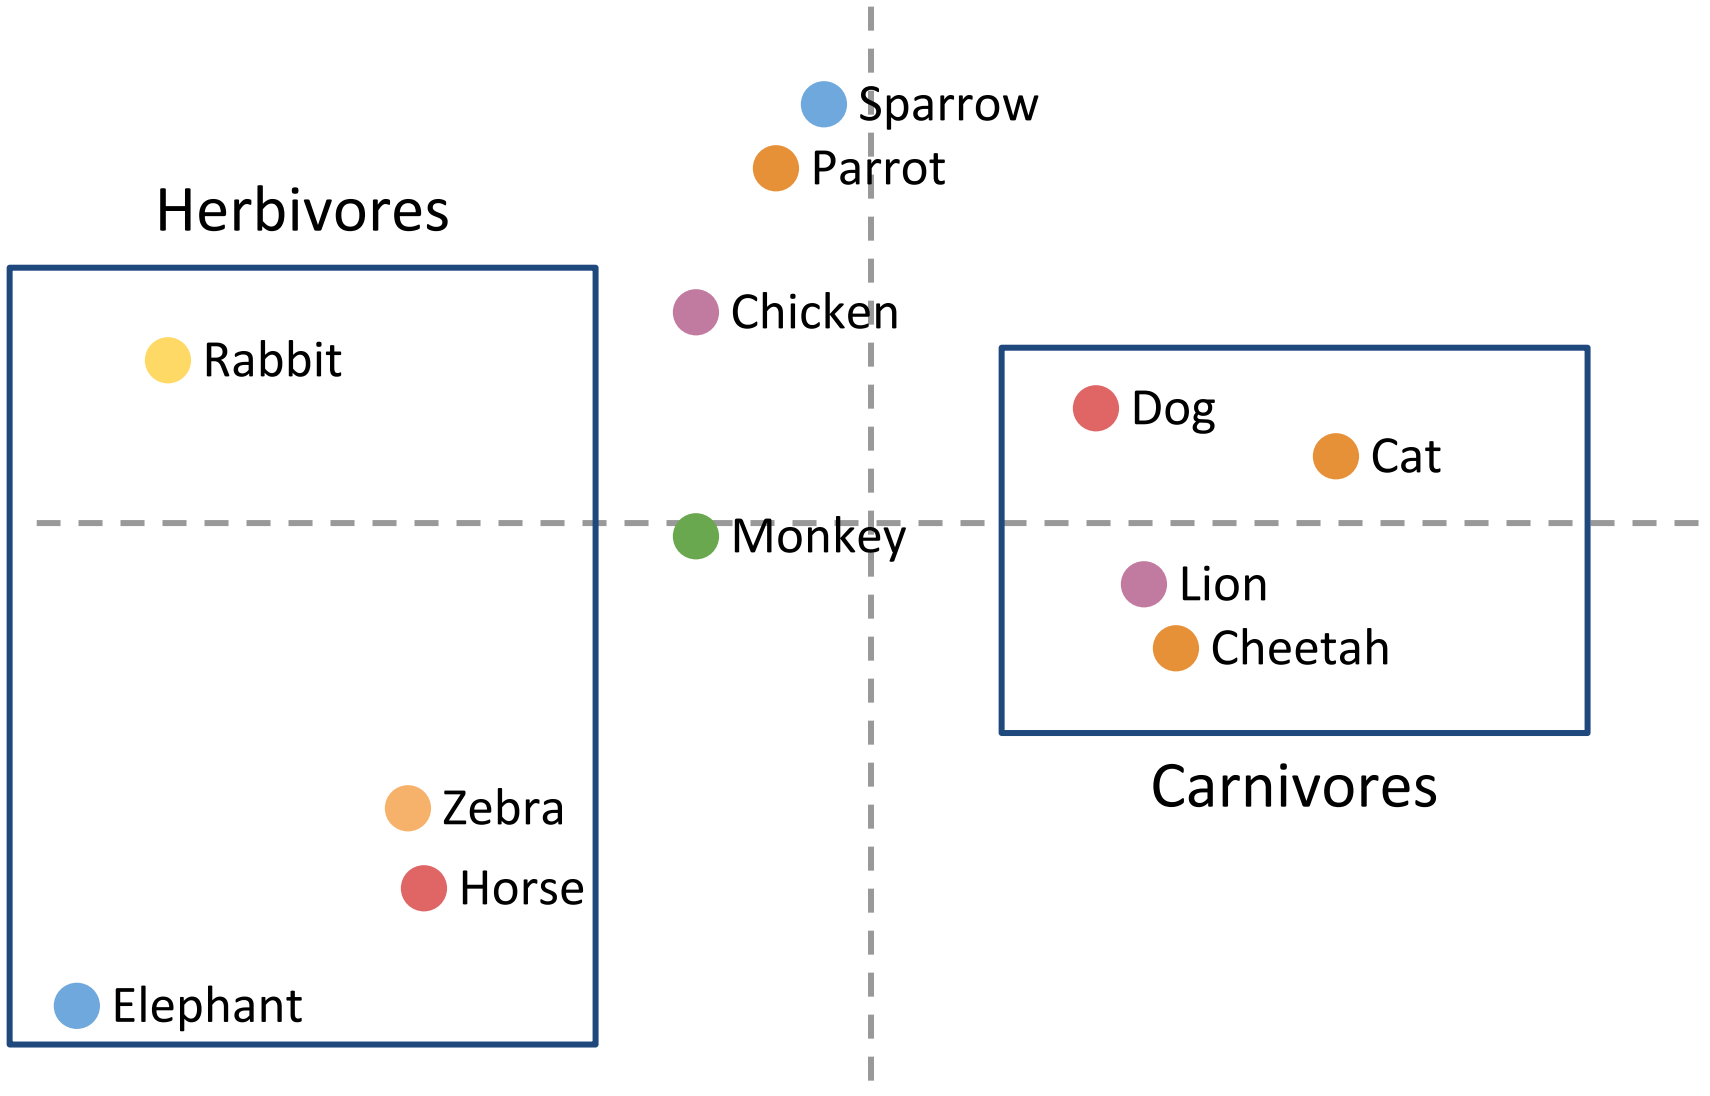 Sparrow
Parrot
Herbivores
Chicken
Rabbit
Dog
Cat
Monkey
Lion
Cheetah
Carnivores
Zebra
Horse
Elephant